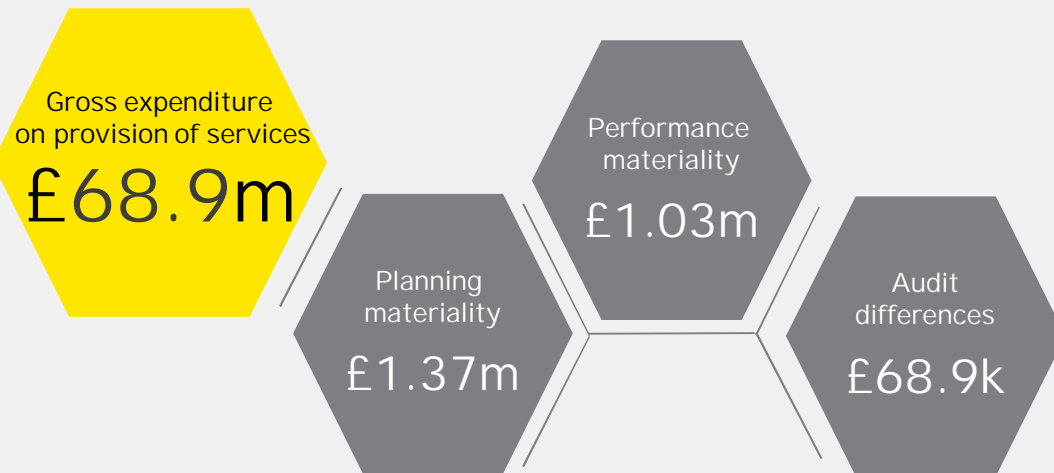 Gross expenditure
on provision of services
£68.9m
Planning
materiality
£1.37m
Performance
materiality
£1.03m
Audit
differences
£68.9k